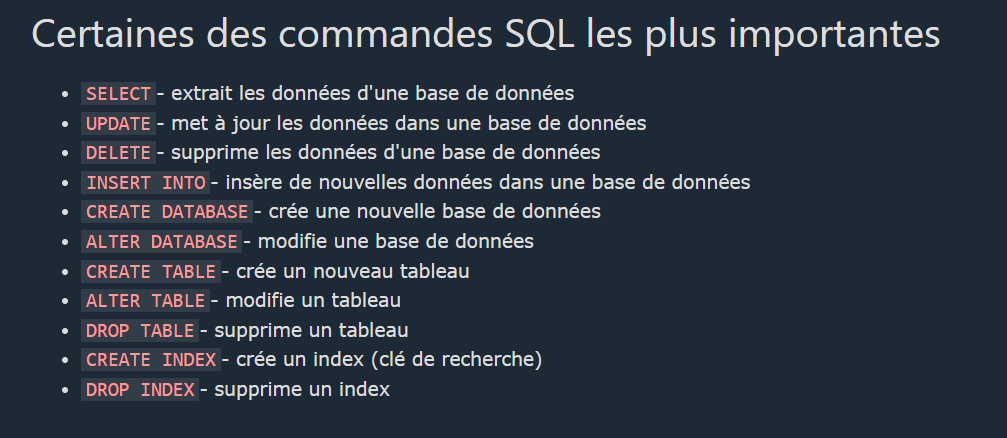 Certaines des commandes SQL les plus importantes
• SELECT - extrait les données d'une base de données
• UPDATE - met à jour les données dans une base de données
• DELETE - supprime les données d'une base de données
• INSERT INTO - insère de nouvelles données dans une base de données
• CREATE DATABASE - crée une nouvelle base de données
• ALTER DATABASE - modifie une base de données
• CREATE TABLE - crée un nouveau tableau
• ALTER TABLE - modifie un tableau
• DROP TABLE - supprime un tableau
• CREATE INDEX - crée un index (clé de recherche)
• DROP INDEX - supprime un index